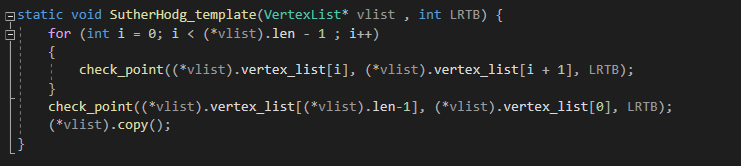 static void SutherHodg_template(VertexList* vlist , int LRTB) {
    for (int i = 0; i < (*vlist).len - 1 ; i++)
    {
        check_point((*vlist).vertex_list[i], (*vlist).vertex_list[i + 1], LRTB);
    }
    check_point((*vlist).vertex_list[(*vlist).len-1], (*vlist).vertex_list[0], LRTB);
    (*vlist).copy();
}